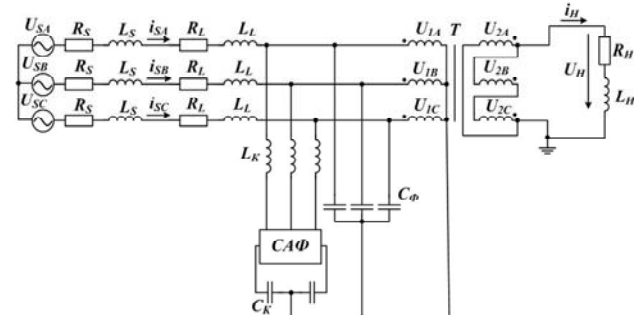 U_SA R_S L_S i_SA R_L L_L U_1A T U_2A i_H
U_SB R_S L_S i_SB R_L L_L U_1B U_2B U_H R_H
U_SC R_S L_S i_SC R_L L_L U_1C U_2C L_H
L_K
C_Ф
САФ
C_K